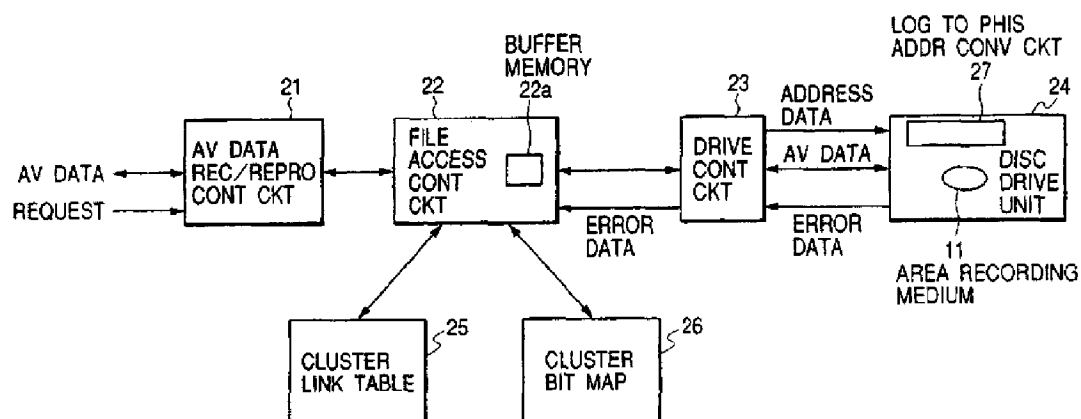 LOG TO PHIS
ADDR CONV CKT
27
24
BUFFER
MEMORY
22a
21
22
23
ADDRESS
DATA
AV DATA
REQUEST
AV DATA
REC/REPRO
CONT CKT
FILE
ACCESS
CONT
CKT
DRIVE
CONT
CKT
AV DATA
DISC
DRIVE
UNIT
ERROR
DATA
ERROR
DATA
11
AREA RECORDING
MEDIUM
25
CLUSTER
LINK TABLE
26
CLUSTER
BIT MAP